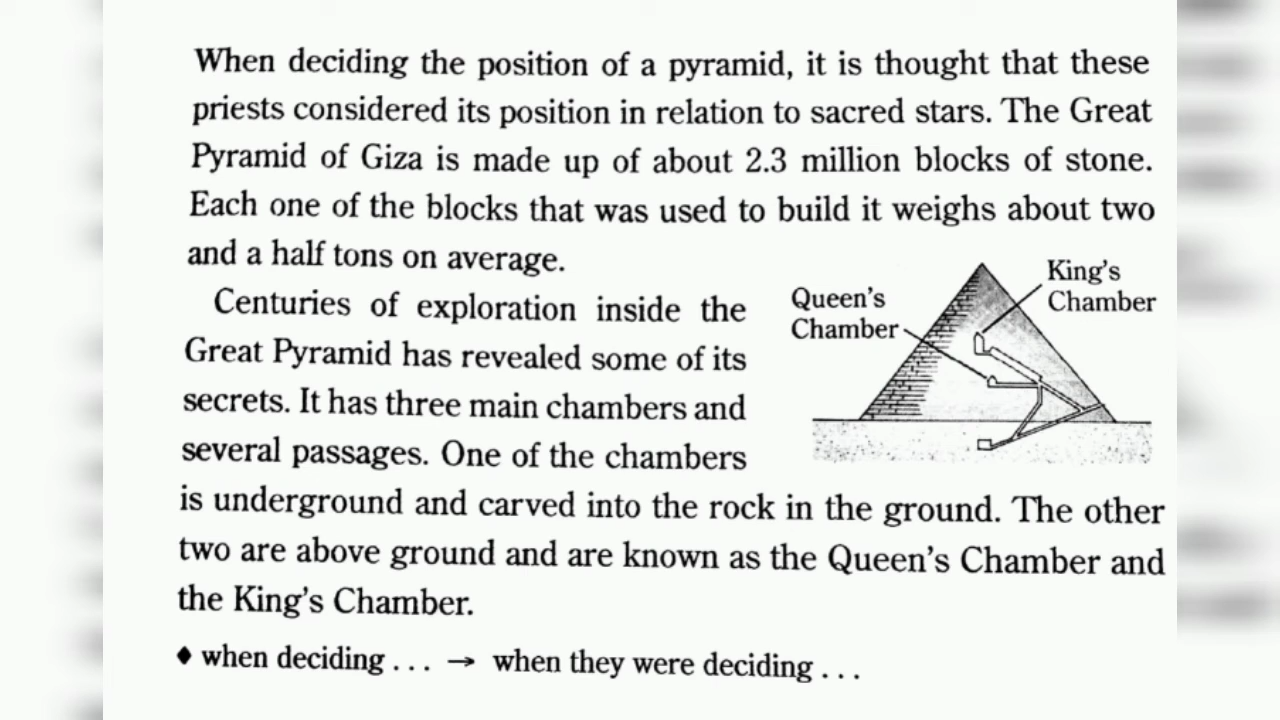 When deciding the position of a pyramid, it is thought that these
priests considered its position in relation to sacred stars. The Great
Pyramid of Giza is made up of about 2.3 million blocks of stone.
Each one of the blocks that was used to build it weighs about two
and a half tons on average.
Centuries of exploration inside the
Great Pyramid has revealed some of its
secrets. It has three main chambers and
several passages. One of the chambers
Queen's
Chamber
King's
Chamber
is underground and carved into the rock in the ground. The other
two are above ground and are known as the Queen's Chamber and
the King's Chamber.
♦ when deciding . . . → when they were deciding . . .